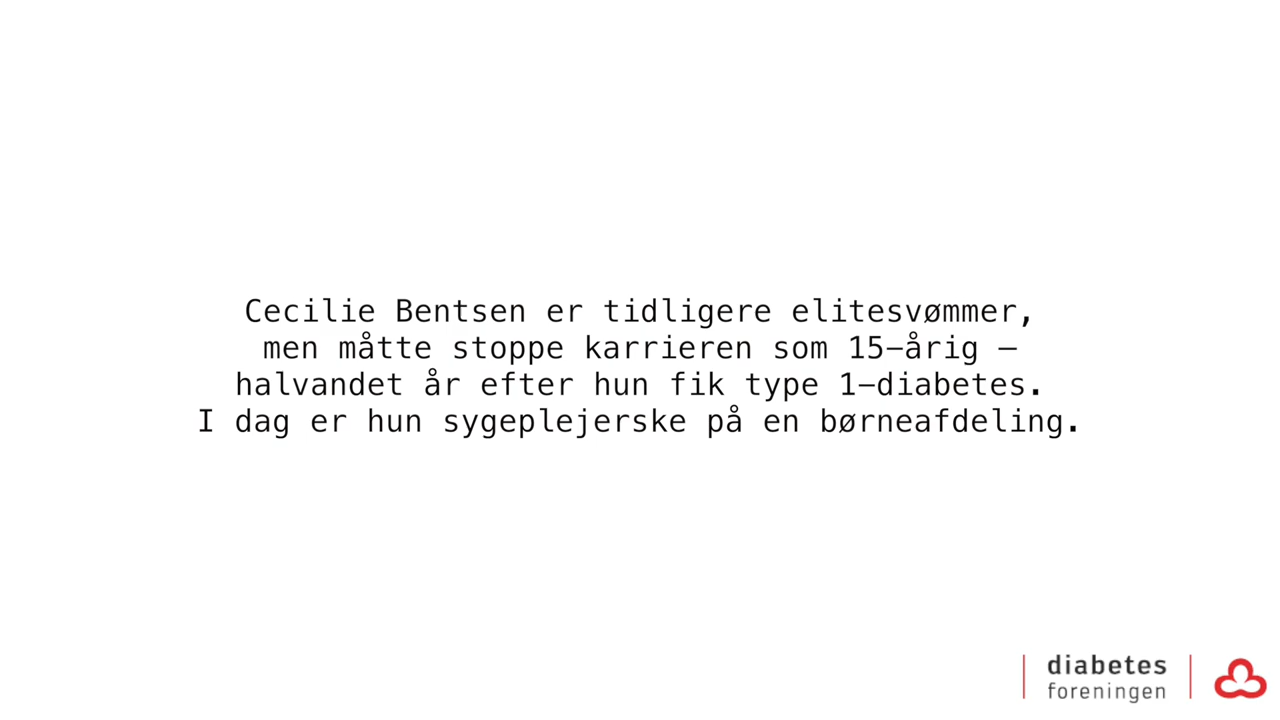 Cecilie Bentsen er tidligere elitesvømmer,
men måtte stoppe karrieren som 15-årig –
halvandet år efter hun fik type 1-diabetes.
I dag er hun sygeplejerske på en børneafdeling.
diabetes
foreningen